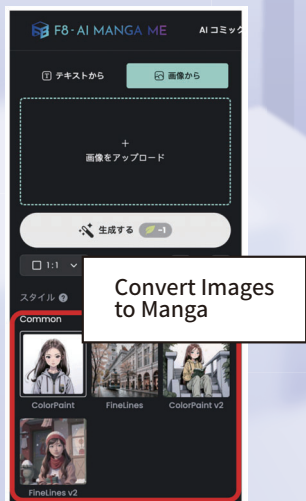 F8-AI MANGA ME
AI コミック
テキストから
画像から
+
画像をアップロード
生成する -1
1:1
スタイル ?
Convert Images
to Manga
Common
ColorPaint
FineLines
ColorPaint v2
FineLines v2